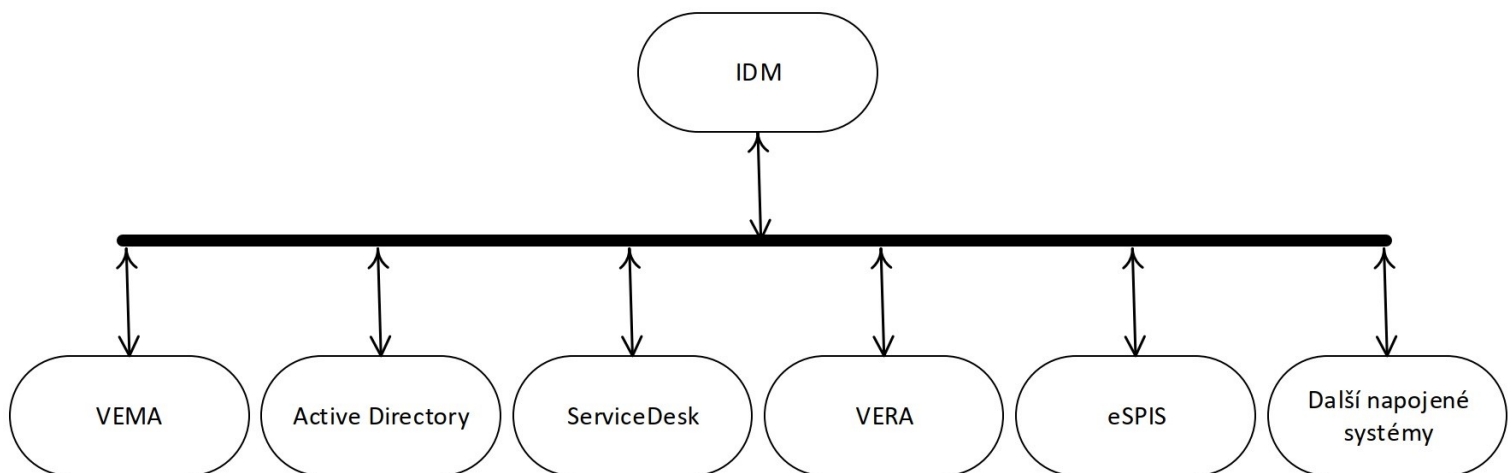 IDM
VEMA
Active Directory
ServiceDesk
VERA
eSPIS
Další napojené
systémy